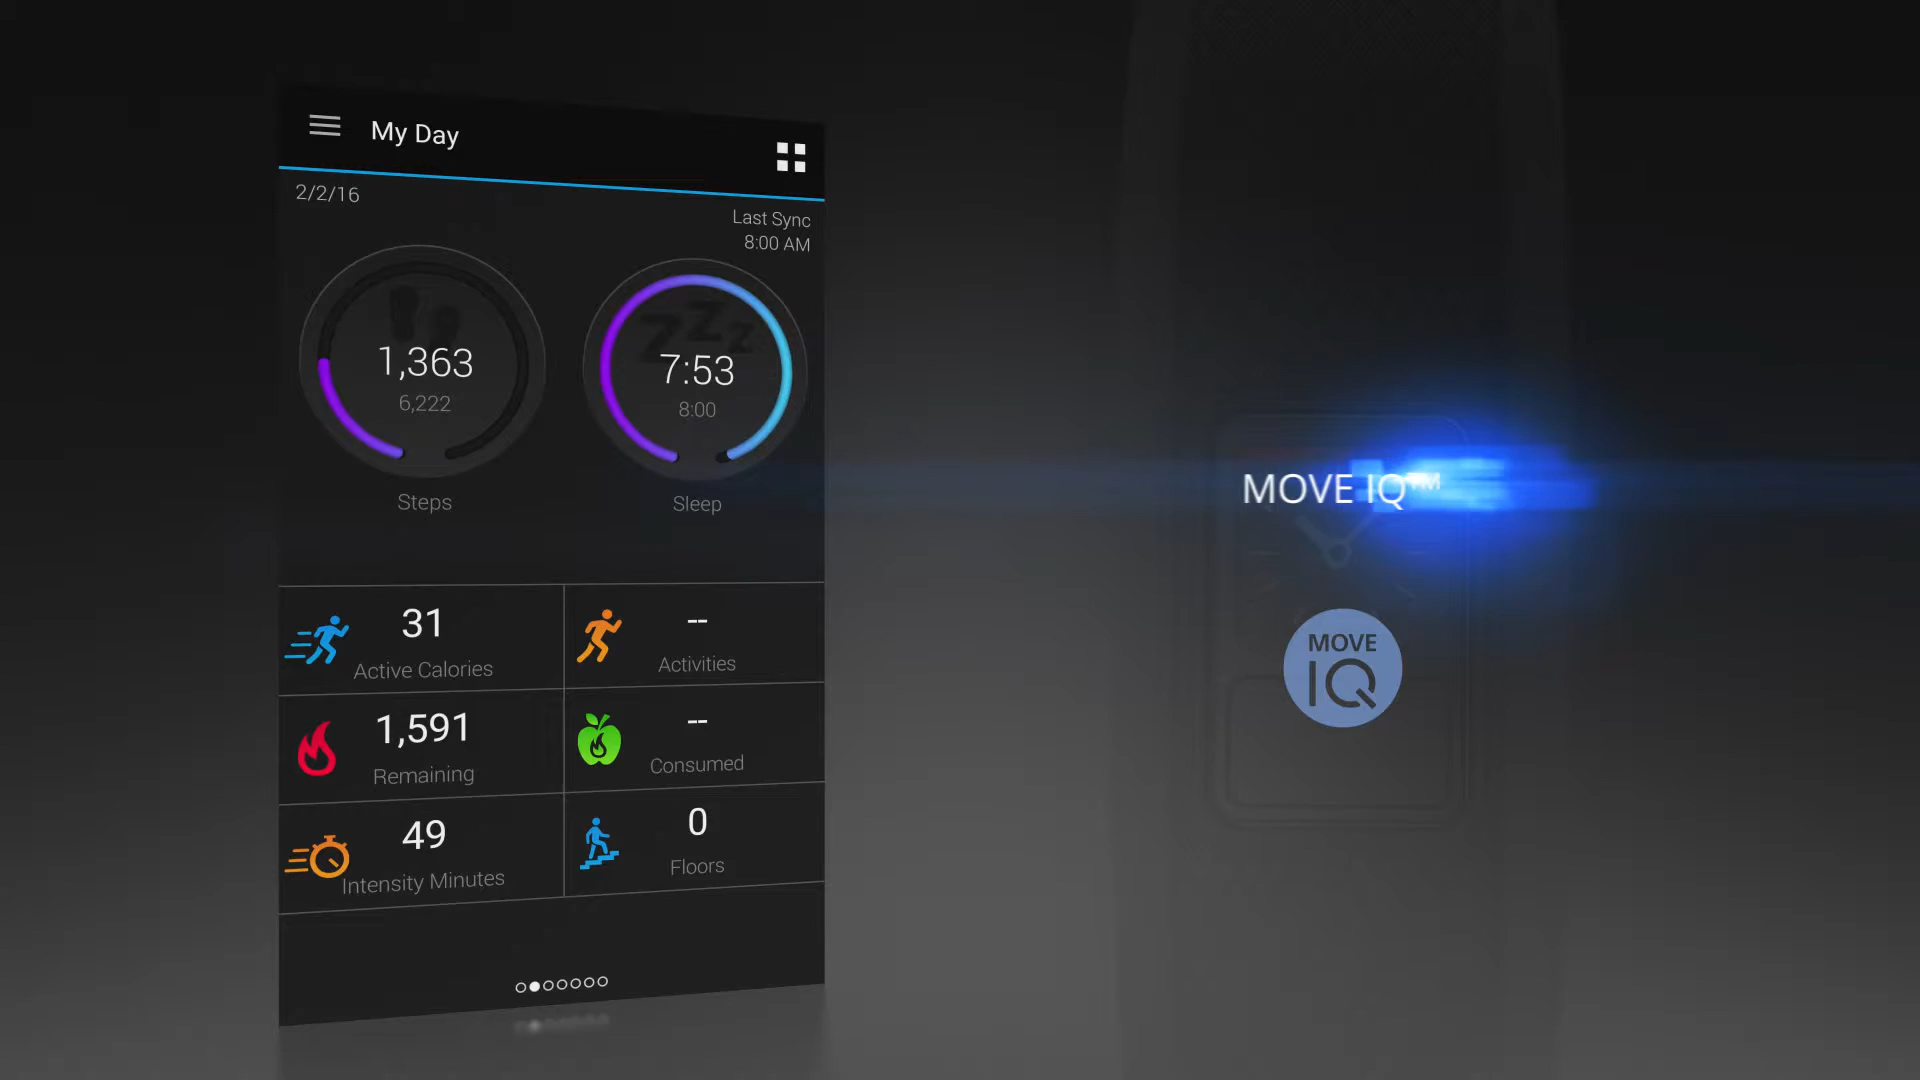 My Day
2/2/16
Last Sync
8:00 AM
zzz
1,363
6,222
Steps
7:53
8:00
Sleep
31
Active Calories
--
Activities
1,591
Remaining
--
Consumed
49
Intensity Minutes
0
Floors
MOVE IQ™
MOVE
IQ